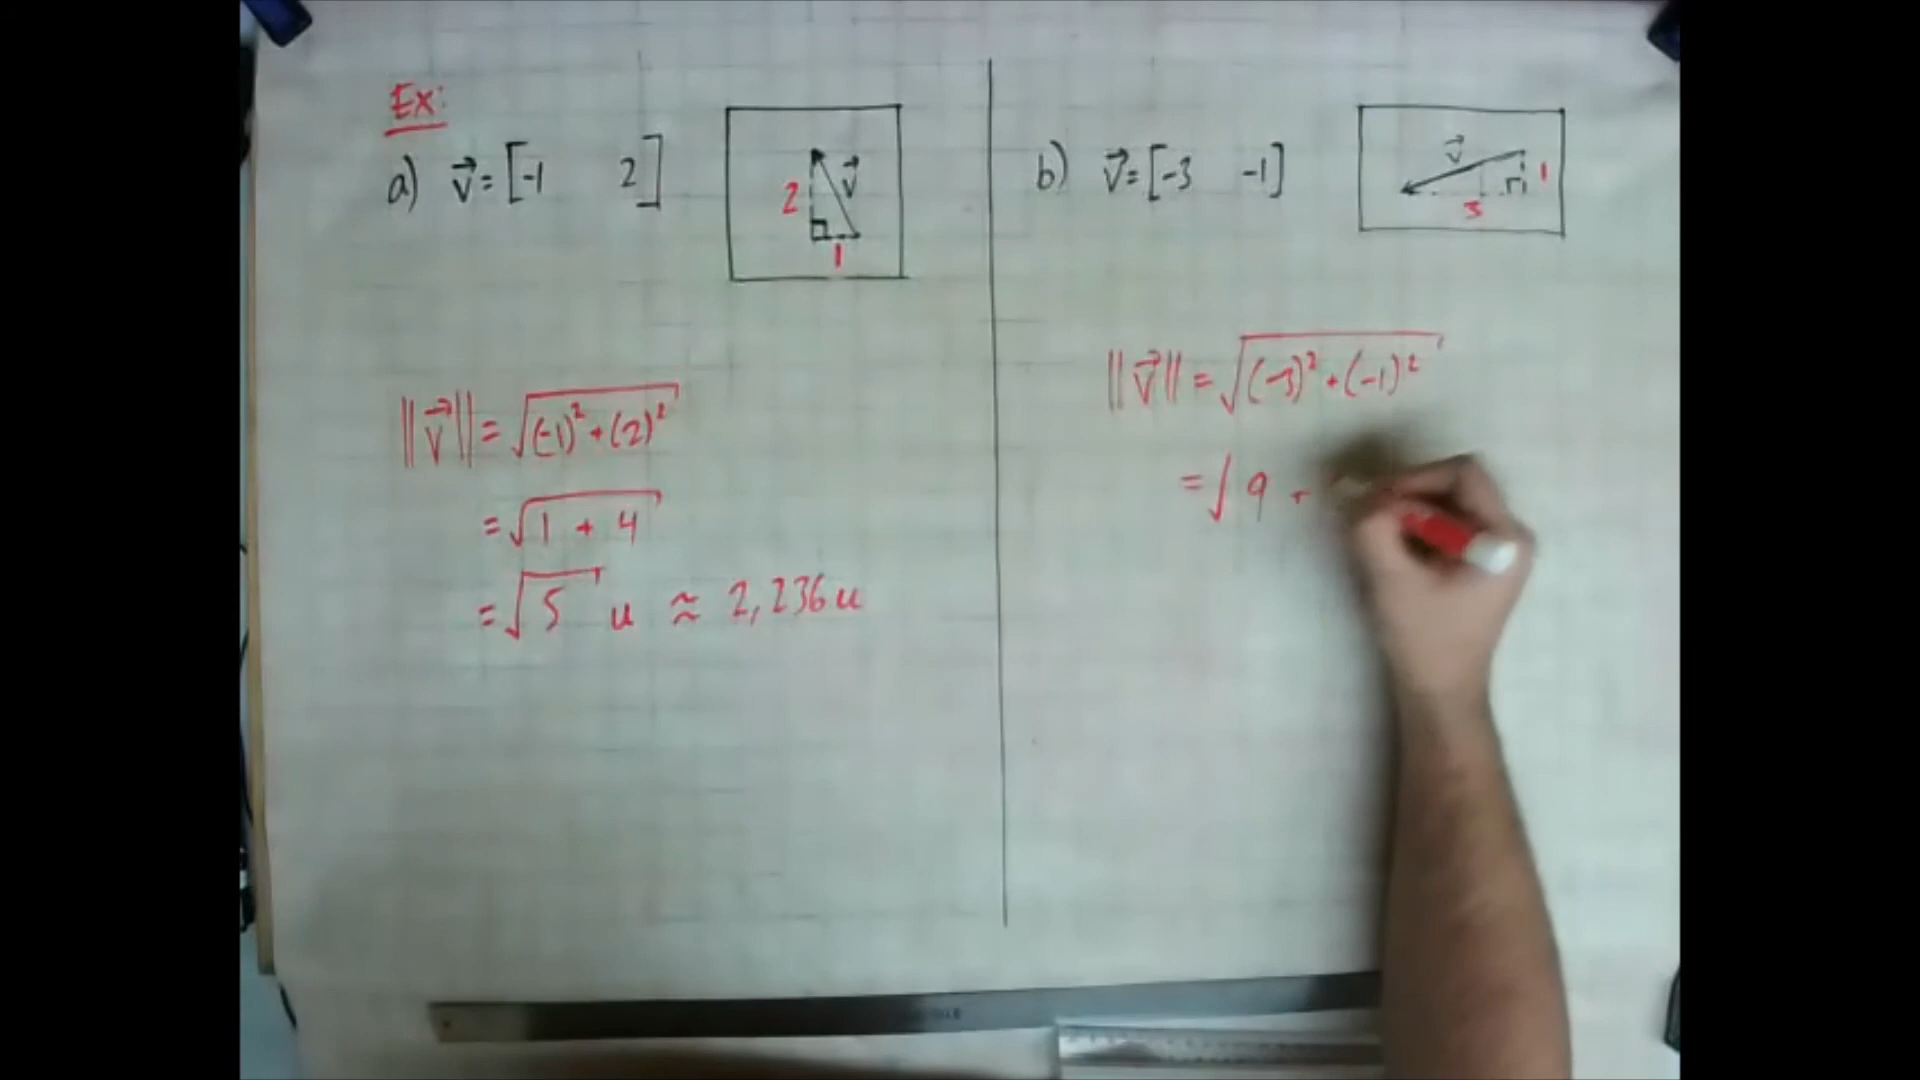 Ex:
a) v⃗ = [-1 2]
2
v⃗
1
||v⃗|| = √((-1)² + (2)²)
= √(1 + 4)
= √5 u ≈ 2,236 u
b) v⃗ = [-3 -1]
v⃗
1
3
||v⃗|| = √((-3)² + (-1)²)
= √ 9 +